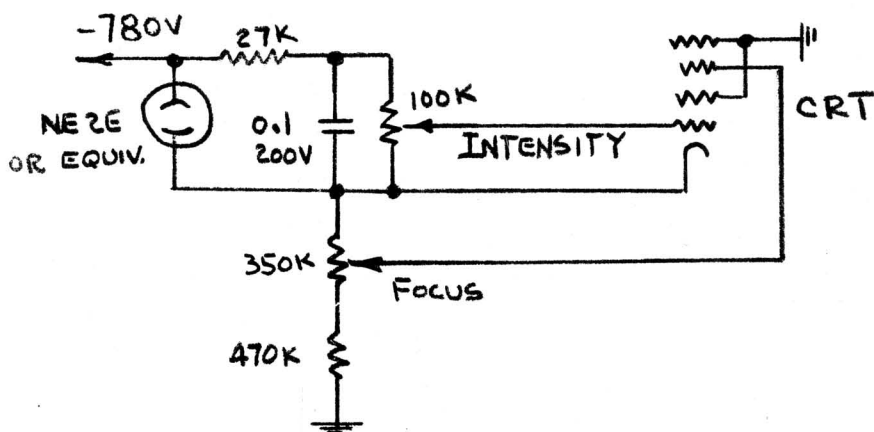 -780V
27K
NE2E
OR EQUIV.
0.1
200V
100K
INTENSITY
CRT
350K
FOCUS
470K